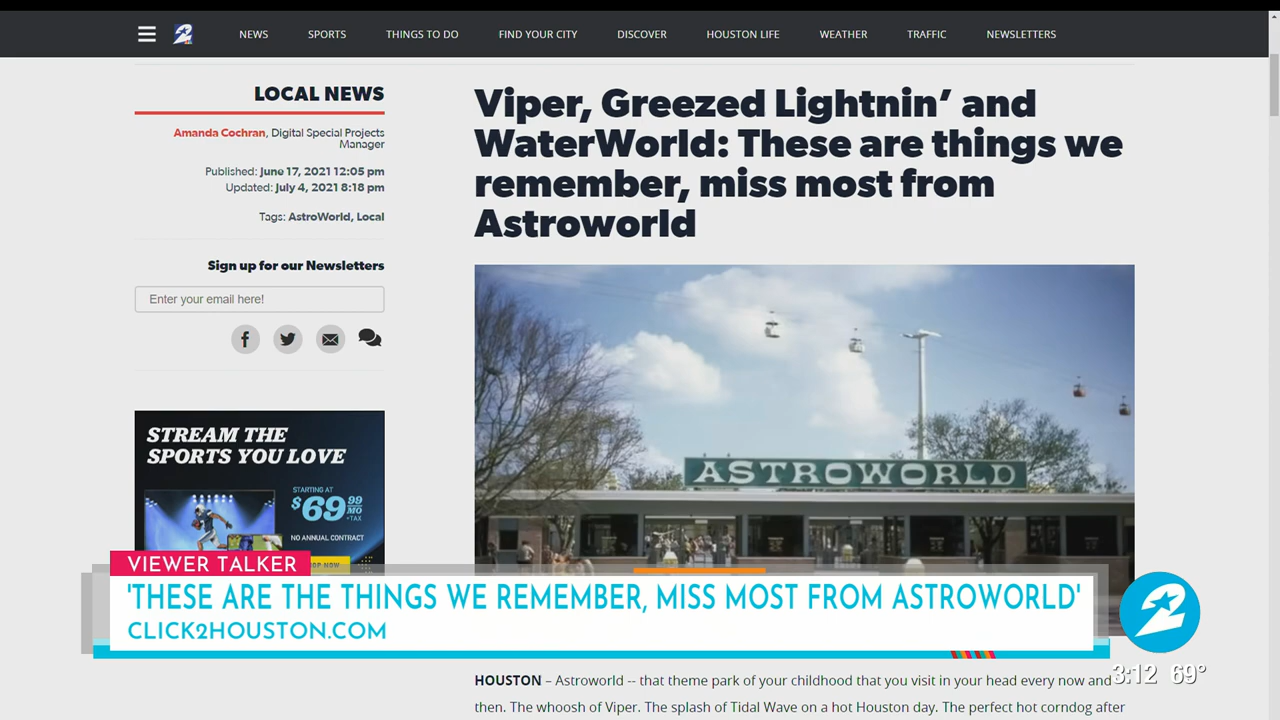 2
NEWS
SPORTS
THINGS TO DO
FIND YOUR CITY
DISCOVER
HOUSTON LIFE
WEATHER
TRAFFIC
NEWSLETTERS
LOCAL NEWS
Amanda Cochran, Digital Special Projects
Manager
Published: June 17, 2021 12:05 pm
Updated: July 4, 2021 8:18 pm
Tags: AstroWorld, Local
Sign up for our Newsletters
Enter your email here!
STREAM THE
SPORTS YOU LOVE
STARTING AT
$69.99
MO
+TAX
NO ANNUAL CONTRACT
Viper, Greezed Lightnin’ and
WaterWorld: These are things we
remember, miss most from
Astroworld
ASTROWORLD
VIEWER TALKER
'THESE ARE THE THINGS WE REMEMBER, MISS MOST FROM ASTROWORLD'
CLICK2HOUSTON.COM
2
3:12 69°
HOUSTON – Astroworld -- that theme park of your childhood that you visit in your head every now and
then. The whoosh of Viper. The splash of Tidal Wave on a hot Houston day. The perfect hot corndog after